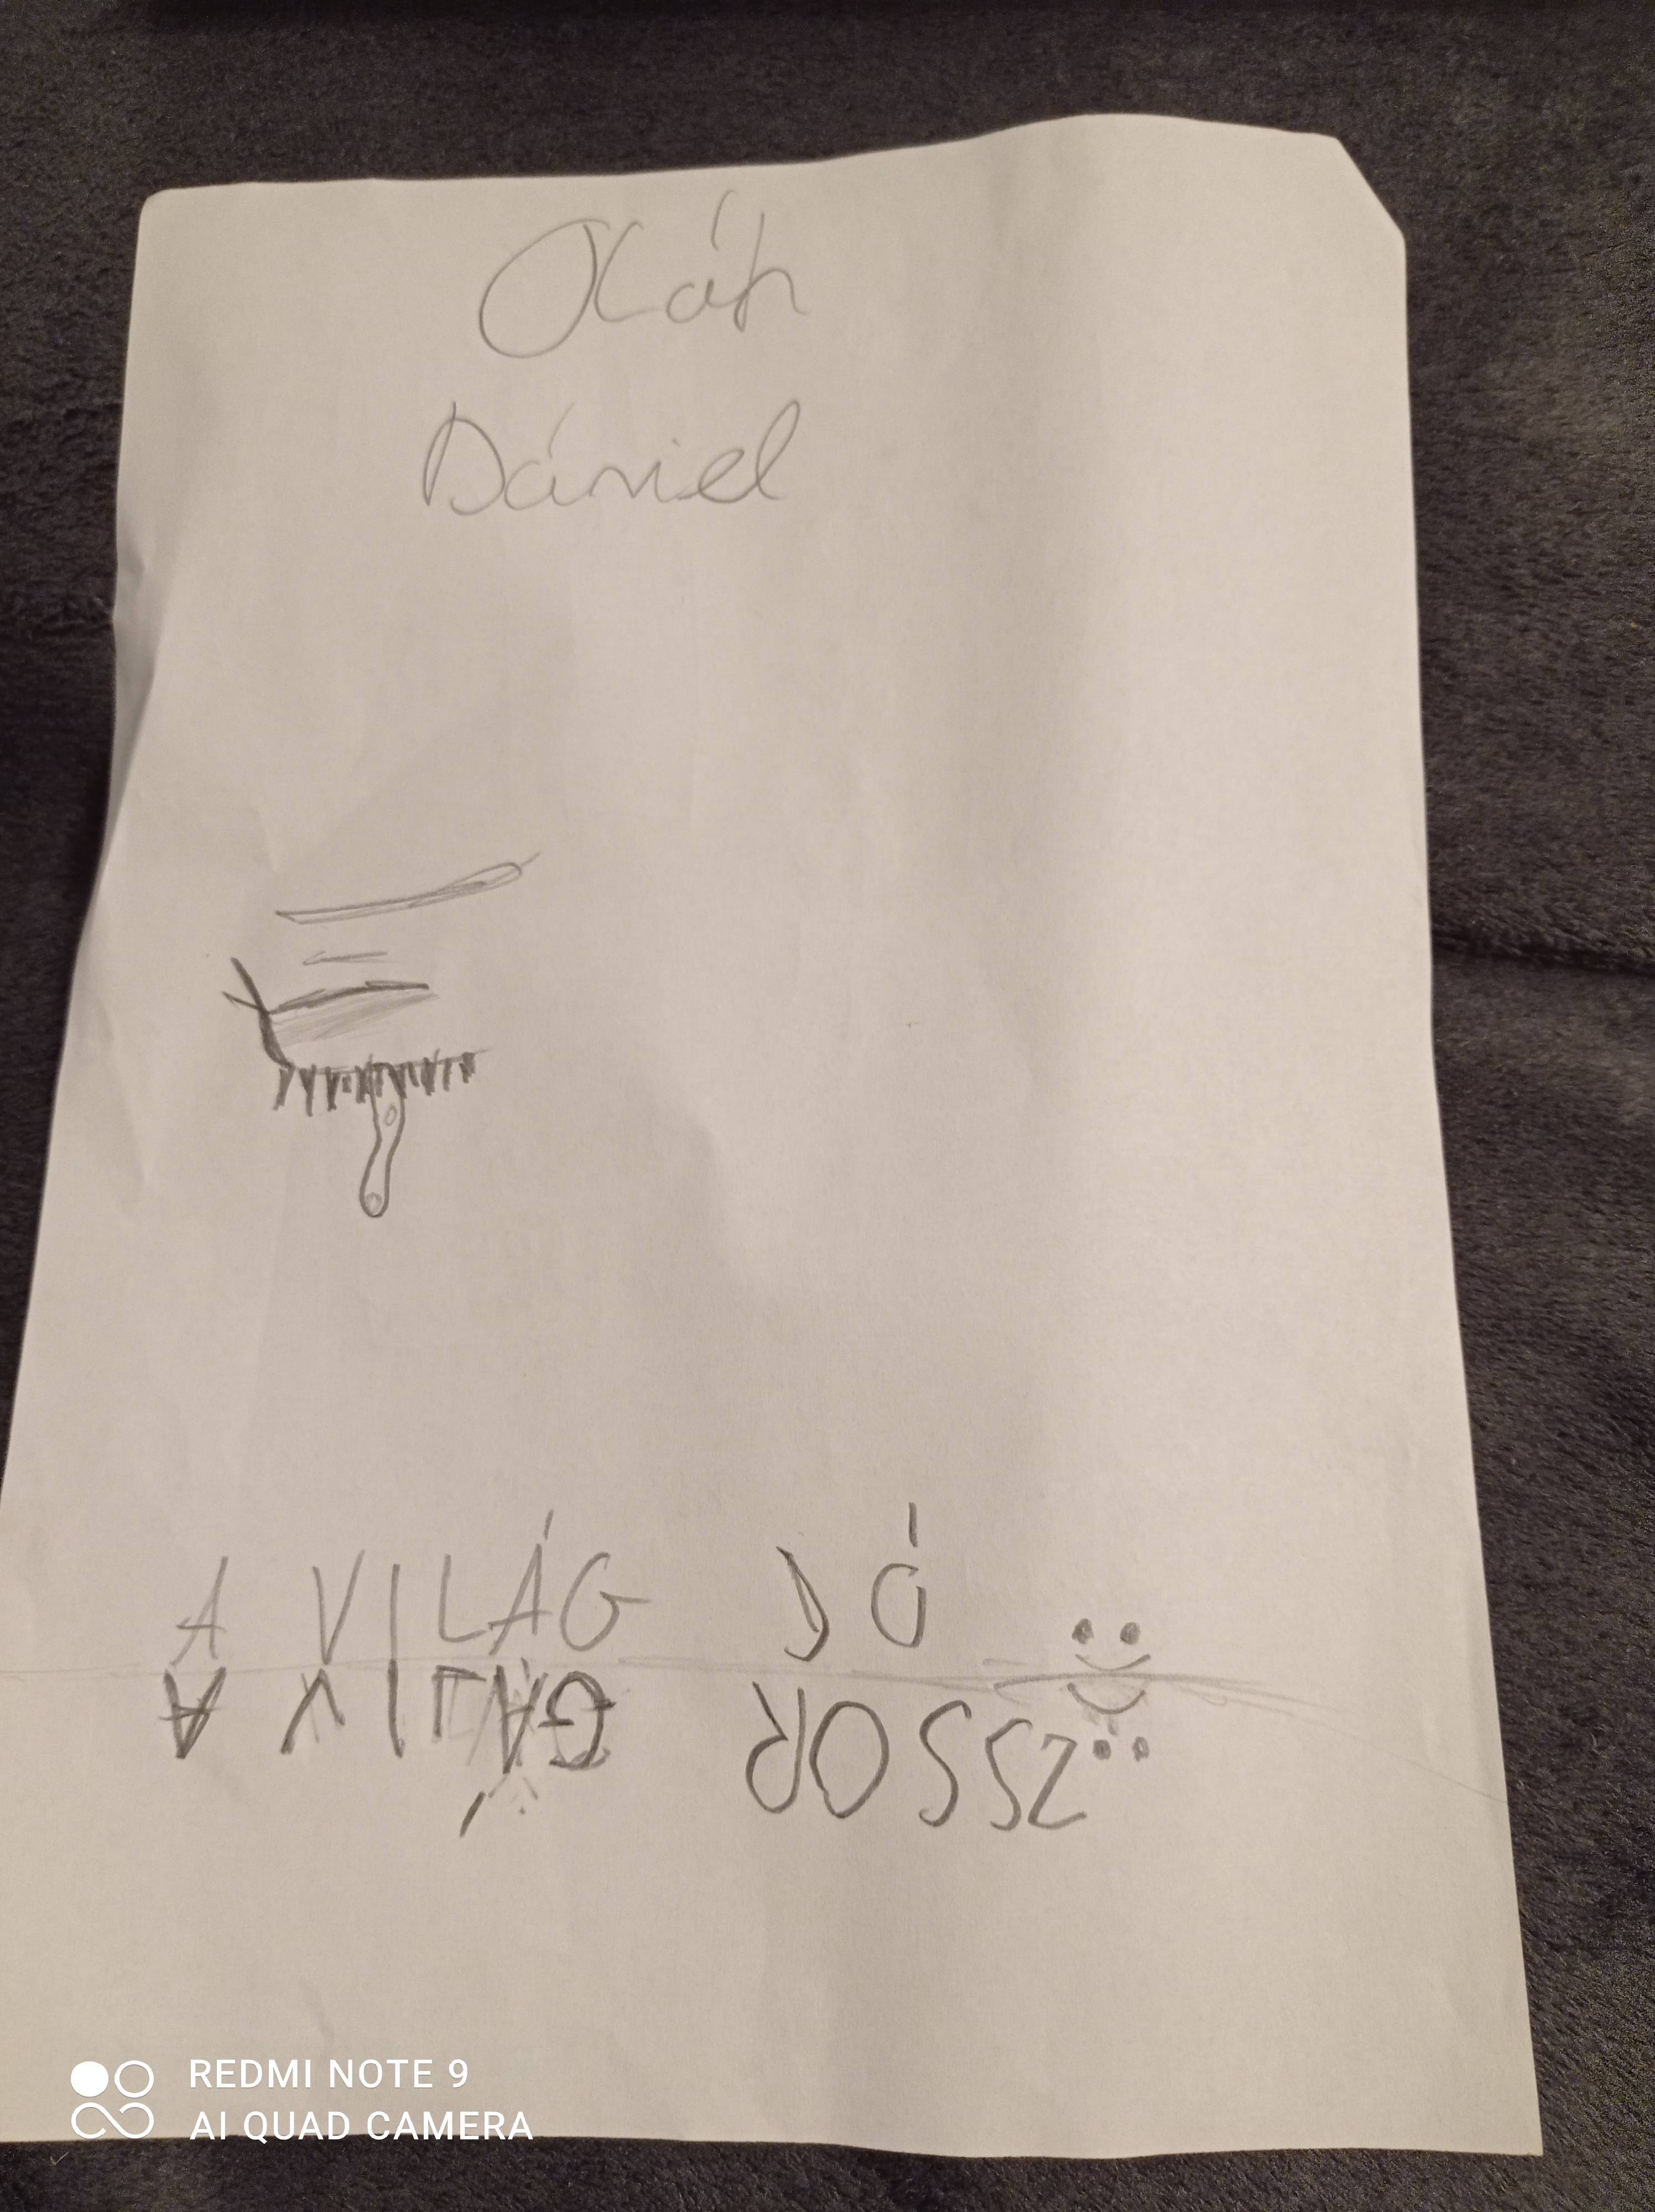 Oláh
Dániel
A VILÁG JÓ
A VILÁG ROSSZ
REDMI NOTE 9
AI QUAD CAMERA